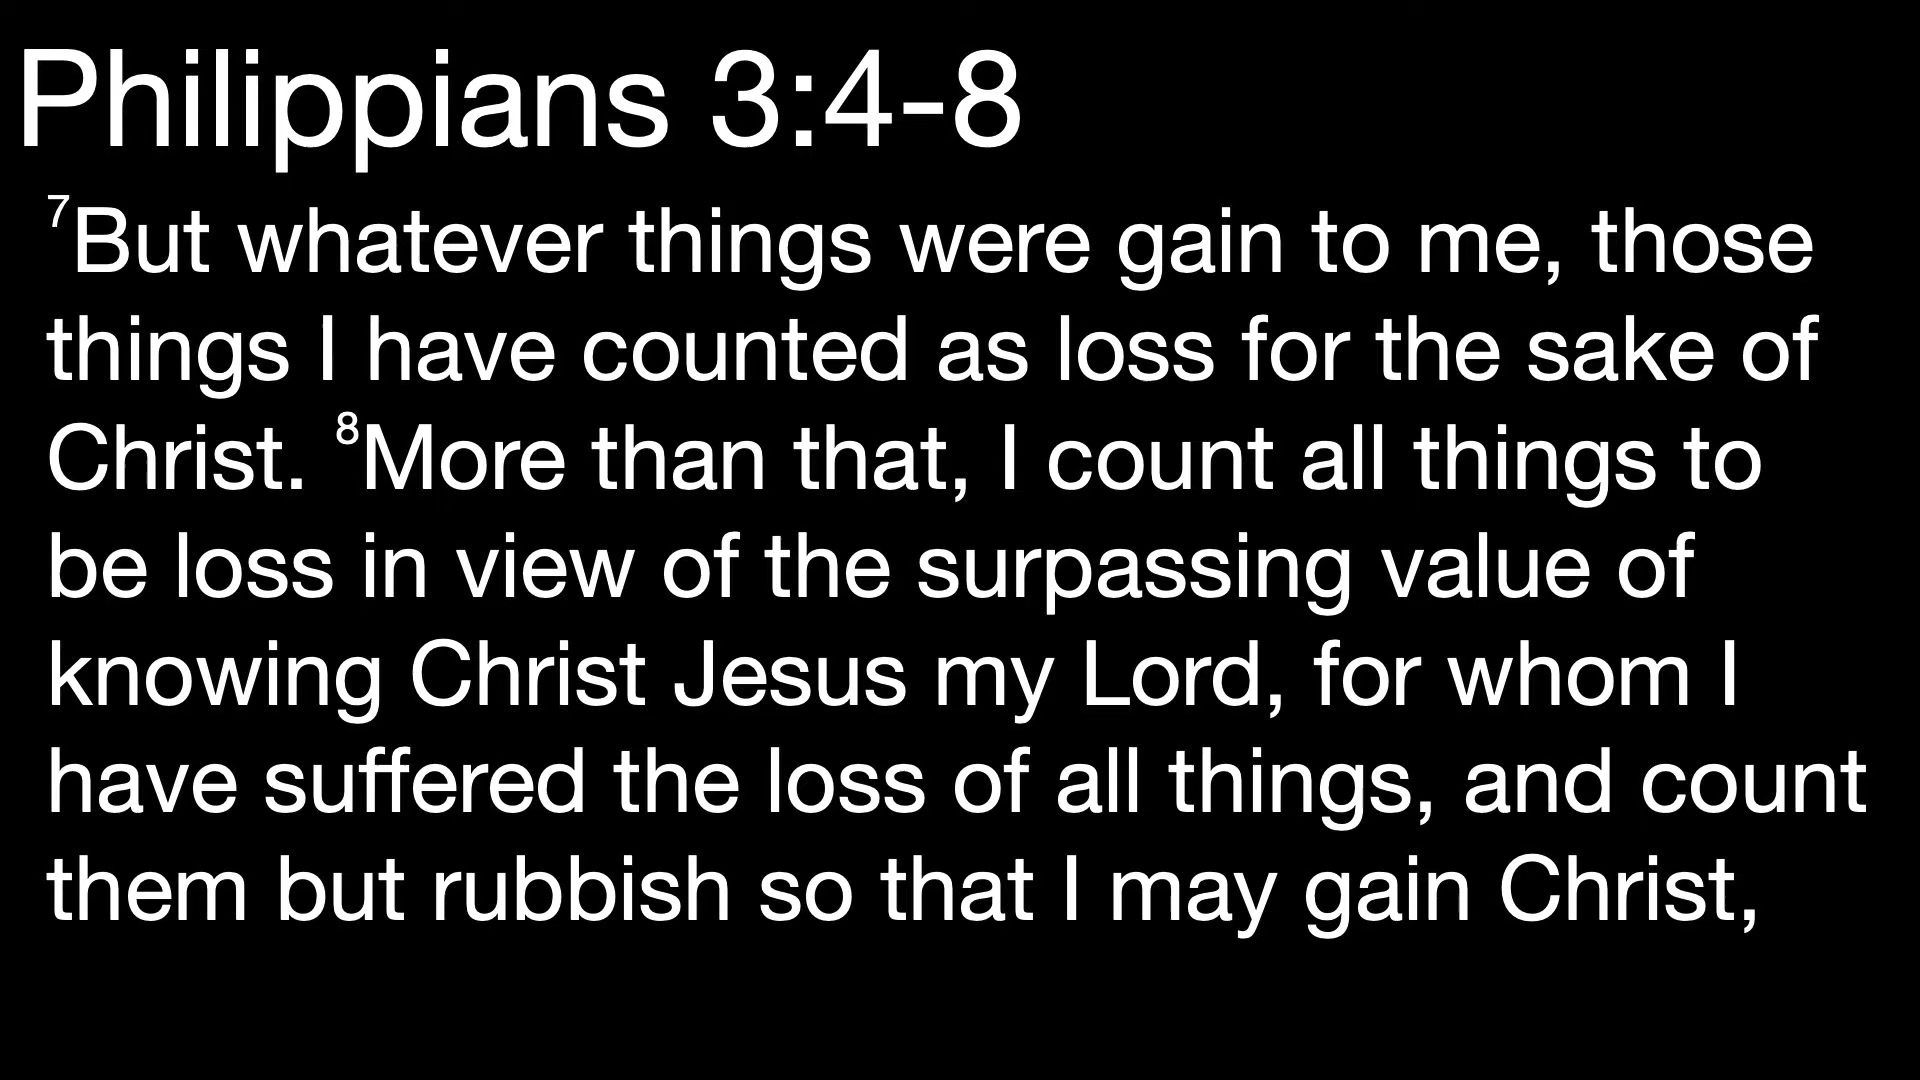 Philippians 3:4-8
⁷But whatever things were gain to me, those
things I have counted as loss for the sake of
Christ. ⁸More than that, I count all things to
be loss in view of the surpassing value of
knowing Christ Jesus my Lord, for whom I
have suffered the loss of all things, and count
them but rubbish so that I may gain Christ,